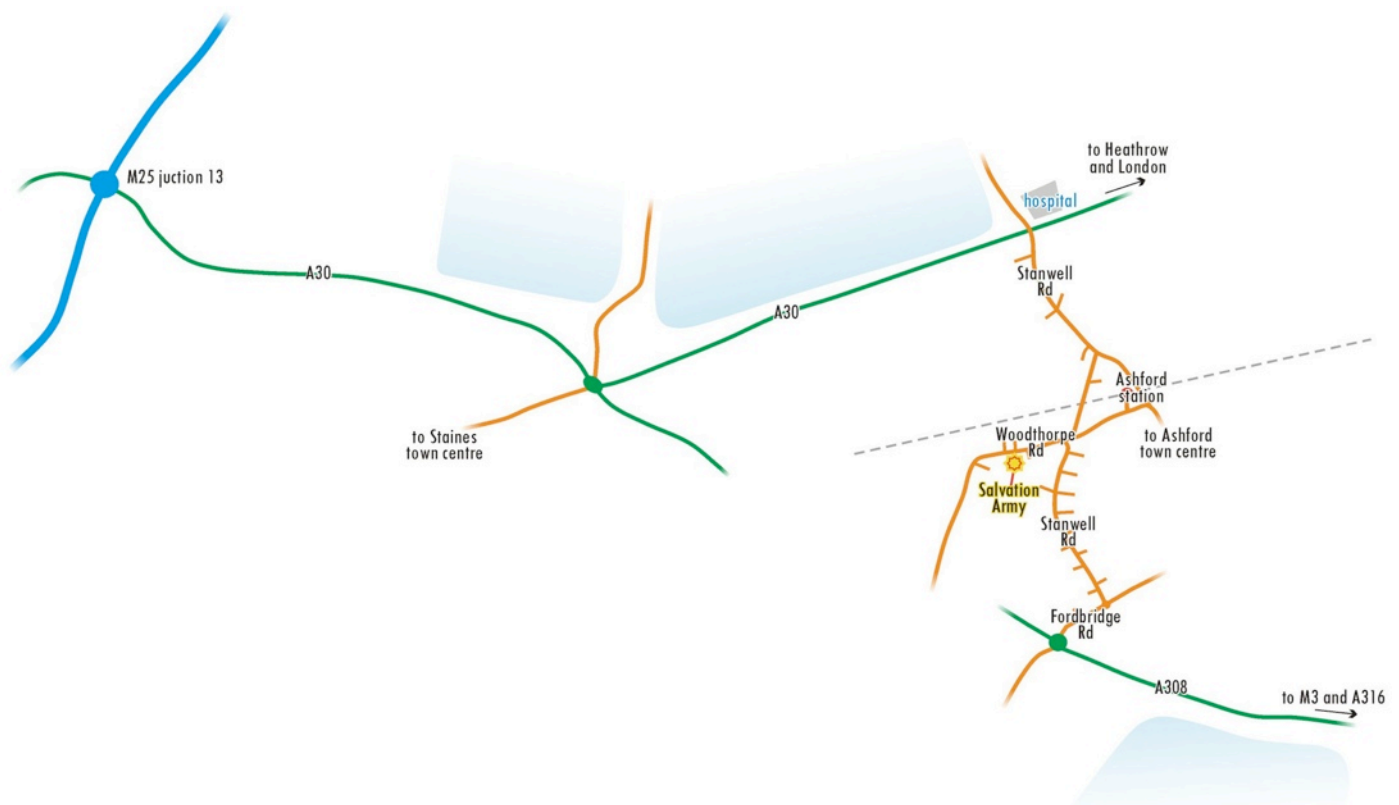 to Heathrow
and London
M25 juction 13
hospital
A30
Stanwell
Rd
A30
Ashford
station
to Staines
town centre
Woodthorpe
Rd
to Ashford
town centre
Salvation
Army
Stanwell
Rd
Fordbridge
Rd
A308
to M3 and A316